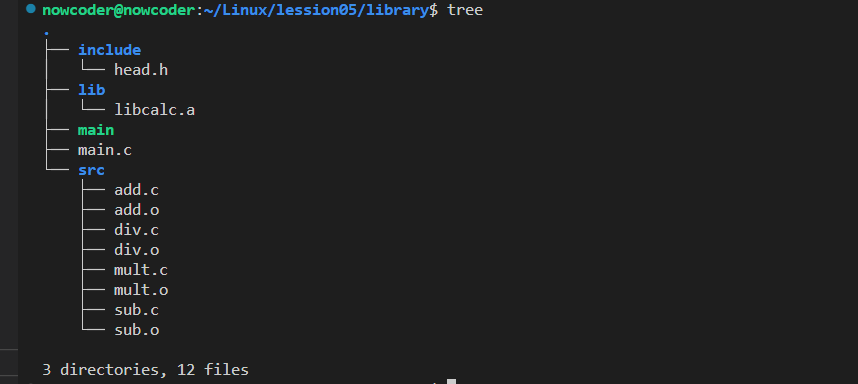 nowcoder@nowcoder:~/Linux/lession05/library$ tree
.
├── include
│   └── head.h
├── lib
│   └── libcalc.a
├── main
├── main.c
└── src
    ├── add.c
    ├── add.o
    ├── div.c
    ├── div.o
    ├── mult.c
    ├── mult.o
    ├── sub.c
    └── sub.o
3 directories, 12 files